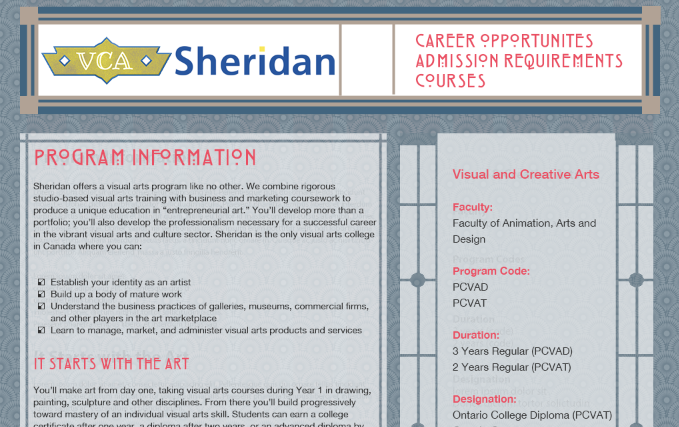 VCA Sheridan
CAREER OPPORTUNITES
ADMISSION REQUIREMENTS
COURSES
PROGRAM INFORMATION
Sheridan offers a visual arts program like no other. We combine rigorous
studio-based visual arts training with business and marketing coursework to
produce a unique education in “entrepreneurial art.” You’ll develop more than a
portfolio; you’ll also develop the professionalism necessary for a successful career
in the vibrant visual arts and culture sector. Sheridan is the only visual arts college
in Canada where you can:
Establish your identity as an artist
Build up a body of mature work
Understand the business practices of galleries, museums, commercial firms,
and other players in the art marketplace
Learn to manage, market, and administer visual arts products and services
IT STARTS WITH THE ART
You’ll make art from day one, taking visual arts courses during Year 1 in drawing,
painting, sculpture and other disciplines. From there you’ll build progressively
toward mastery of an individual visual arts skill. Students can earn a college
certificate after one year, a diploma after two years, or an advanced diploma by
Visual and Creative Arts
Faculty:
Faculty of Animation, Arts and
Design
Program Code:
PCVAD
PCVAT
Duration:
3 Years Regular (PCVAD)
2 Years Regular (PCVAT)
Designation:
Ontario College Diploma (PCVAT)